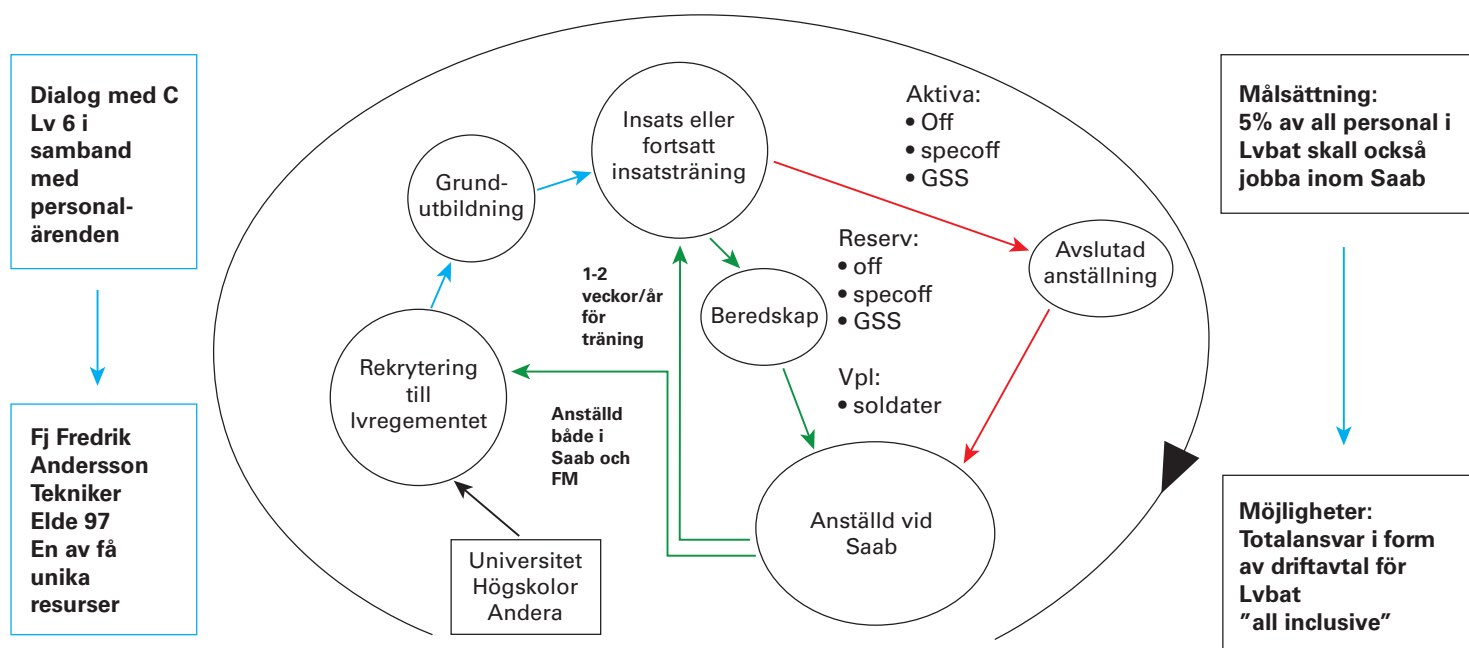 Dialog med C
Lv 6 i
samband
med
personal-
ärenden
Fj Fredrik
Andersson
Tekniker
Elde 97
En av få
unika
resurser
Grund-
utbildning
Insats eller
fortsatt
insatsträning
Aktiva:
• Off
• specoff
• GSS
Reserv:
• off
• specoff
• GSS
Vpl:
• soldater
Avslutad
anställning
Beredskap
1-2
veckor/år
för
träning
Rekrytering
till
lvregementet
Anställd
både i
Saab och
FM
Universitet
Högskolor
Andera
Anställd vid
Saab
Målsättning:
5% av all personal i
Lvbat skall också
jobba inom Saab
Möjligheter:
Totalansvar i form
av driftavtal för
Lvbat
”all inclusive”